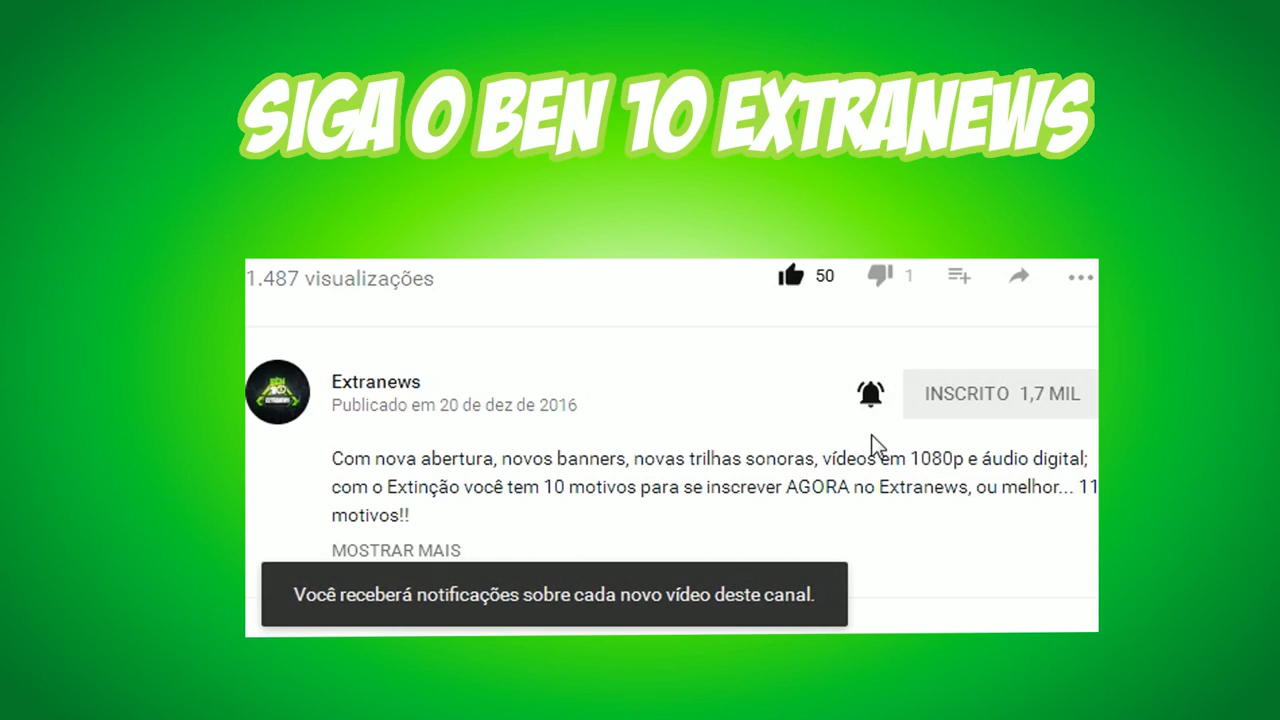 SIGA O BEN 10 EXTRANEWS
1.487 visualizações
50
1
Extranews
Publicado em 20 de dez de 2016
INSCRITO 1,7 MIL
Com nova abertura, novos banners, novas trilhas sonoras, vídeos em 1080p e áudio digital;
com o Extinção você tem 10 motivos para se inscrever AGORA no Extranews, ou melhor... 11
motivos!!
MOSTRAR MAIS
Você receberá notificações sobre cada novo vídeo deste canal.